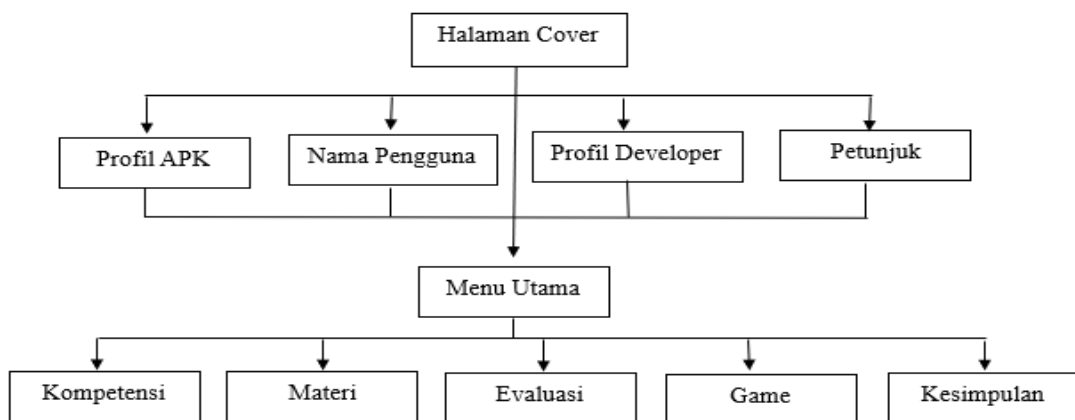 Halaman Cover
Profil APK
Nama Pengguna
Profil Developer
Petunjuk
Menu Utama
Kompetensi
Materi
Evaluasi
Game
Kesimpulan